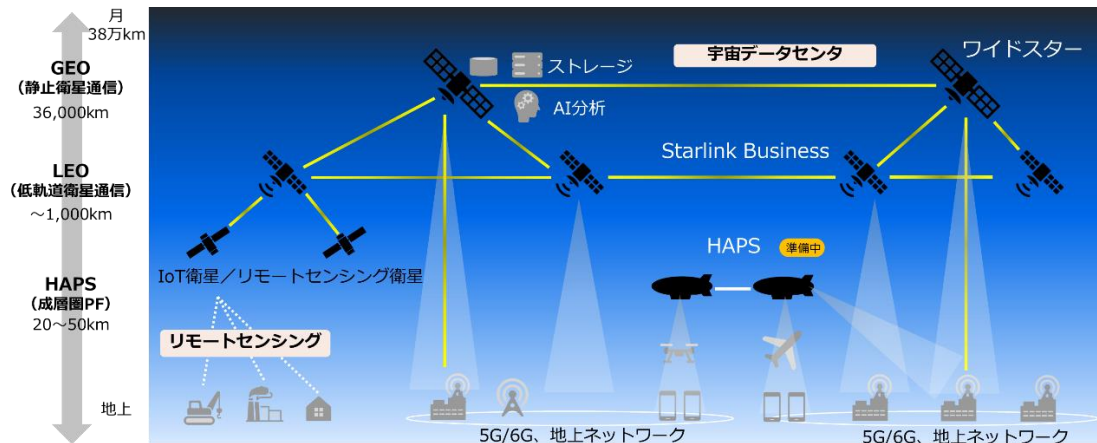 月
38万km
GEO
（静止衛星通信）
36,000km
LEO
（低軌道衛星通信）
～1,000km
HAPS
（成層圏PF）
20～50km
地上
宇宙データセンタ
ワイドスター
ストレージ
AI分析
Starlink Business
HAPS
準備中
IoT衛星／リモートセンシング衛星
リモートセンシング
5G/6G、地上ネットワーク
5G/6G、地上ネットワーク